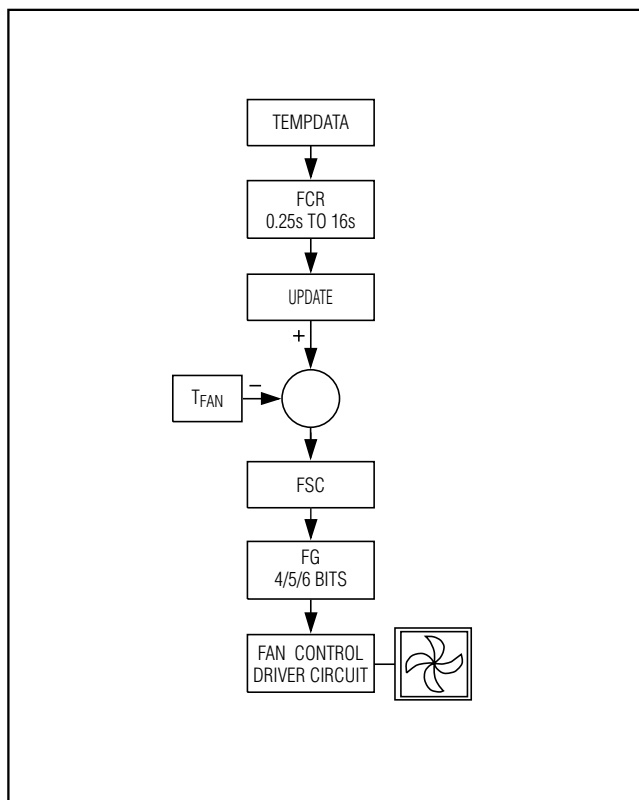 TEMPDATA
FCR
0.25s TO 16s
UPDATE
+
TFAN
–
FSC
FG
4/5/6 BITS
FAN CONTROL
DRIVER CIRCUIT